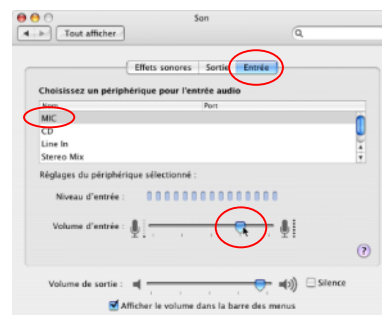 Son
Tout afficher
Effets sonores Sortie Entrée
Choisissez un périphérique pour l'entrée audio
Nom Port
MIC
CD
Line In
Stereo Mix
Réglages du périphérique sélectionné :
Niveau d'entrée :
Volume d'entrée :
?
Volume de sortie : Silence
Afficher le volume dans la barre des menus